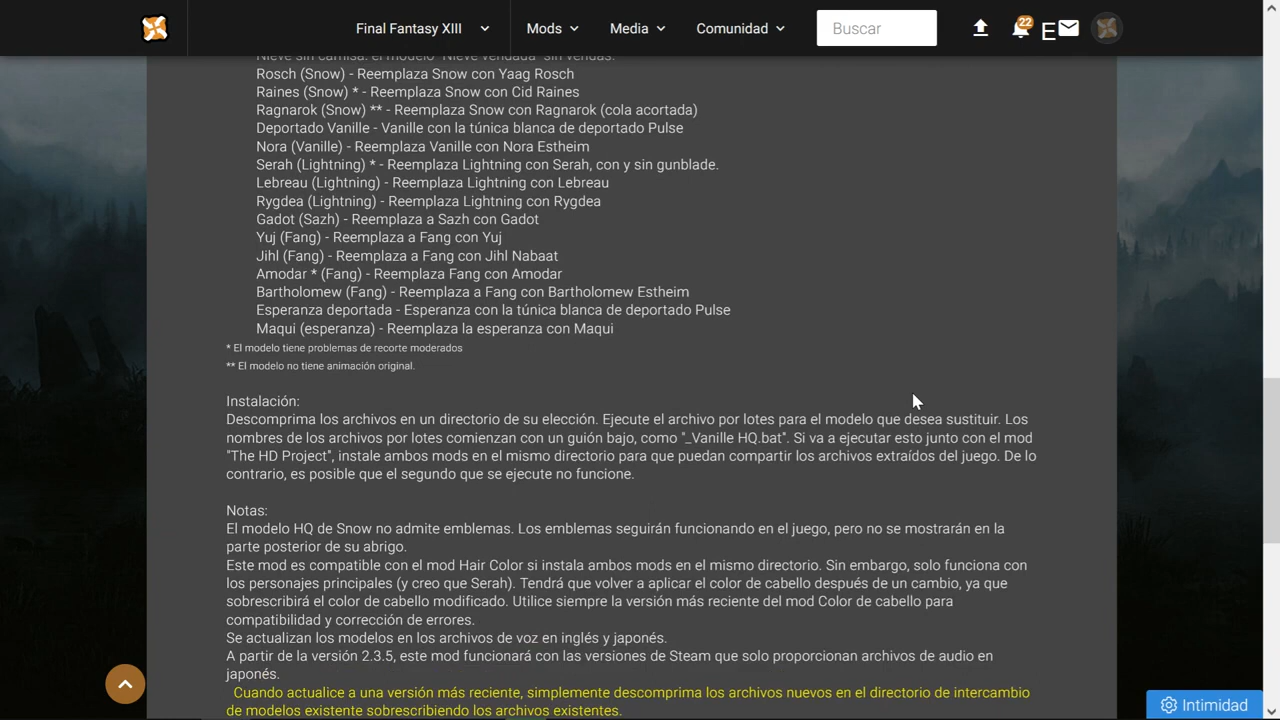 Final Fantasy XIII
Mods
Media
Comunidad
Buscar
22
E
Nieve sin camisa: el modelo "Nieve vendada" sin vendas.
Rosch (Snow) - Reemplaza Snow con Yaag Rosch
Raines (Snow) * - Reemplaza Snow con Cid Raines
Ragnarok (Snow) ** - Reemplaza Snow con Ragnarok (cola acortada)
Deportado Vanille - Vanille con la túnica blanca de deportado Pulse
Nora (Vanille) - Reemplaza Vanille con Nora Estheim
Serah (Lightning) * - Reemplaza Lightning con Serah, con y sin gunblade.
Lebreau (Lightning) - Reemplaza Lightning con Lebreau
Rygdea (Lightning) - Reemplaza Lightning con Rygdea
Gadot (Sazh) - Reemplaza a Sazh con Gadot
Yuj (Fang) - Reemplaza a Fang con Yuj
Jihl (Fang) - Reemplaza a Fang con Jihl Nabaat
Amodar * (Fang) - Reemplaza Fang con Amodar
Bartholomew (Fang) - Reemplaza a Fang con Bartholomew Estheim
Esperanza deportada - Esperanza con la túnica blanca de deportado Pulse
Maqui (esperanza) - Reemplaza la esperanza con Maqui
* El modelo tiene problemas de recorte moderados
** El modelo no tiene animación original.
Instalación:
Descomprima los archivos en un directorio de su elección. Ejecute el archivo por lotes para el modelo que desea sustituir. Los
nombres de los archivos por lotes comienzan con un guión bajo, como "_Vanille HQ.bat". Si va a ejecutar esto junto con el mod
"The HD Project", instale ambos mods en el mismo directorio para que puedan compartir los archivos extraídos del juego. De lo
contrario, es posible que el segundo que se ejecute no funcione.
Notas:
El modelo HQ de Snow no admite emblemas. Los emblemas seguirán funcionando en el juego, pero no se mostrarán en la
parte posterior de su abrigo.
Este mod es compatible con el mod Hair Color si instala ambos mods en el mismo directorio. Sin embargo, solo funciona con
los personajes principales (y creo que Serah). Tendrá que volver a aplicar el color de cabello después de un cambio, ya que
sobrescribirá el color de cabello modificado. Utilice siempre la versión más reciente del mod Color de cabello para
compatibilidad y corrección de errores.
Se actualizan los modelos en los archivos de voz en inglés y japonés.
A partir de la versión 2.3.5, este mod funcionará con las versiones de Steam que solo proporcionan archivos de audio en
japonés.
Cuando actualice a una versión más reciente, simplemente descomprima los archivos nuevos en el directorio de intercambio
de modelos existente sobrescribiendo los archivos existentes.
Intimidad